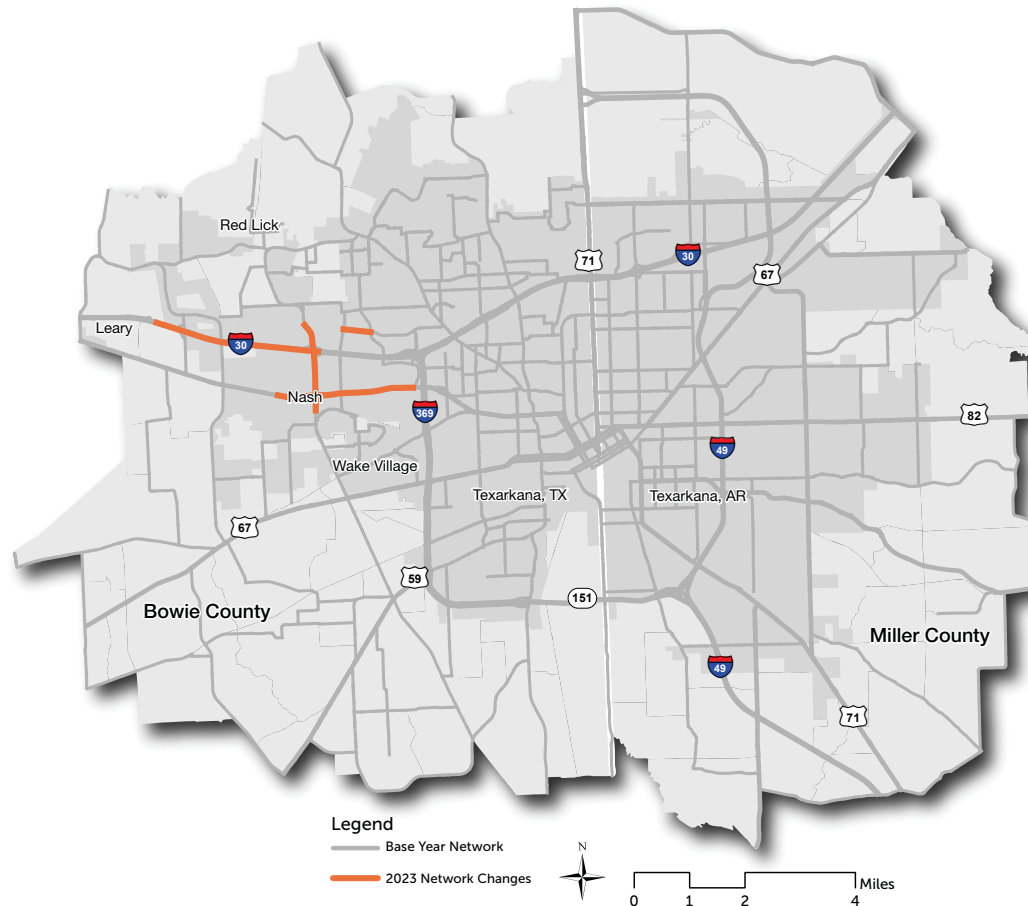 Red Lick
71
30
67
Leary
30
Nash
369
82
49
Wake Village
Texarkana, TX
Texarkana, AR
67
59
151
Bowie County
Miller County
49
71
Legend
Base Year Network
2023 Network Changes
N
Miles
0 1 2 4